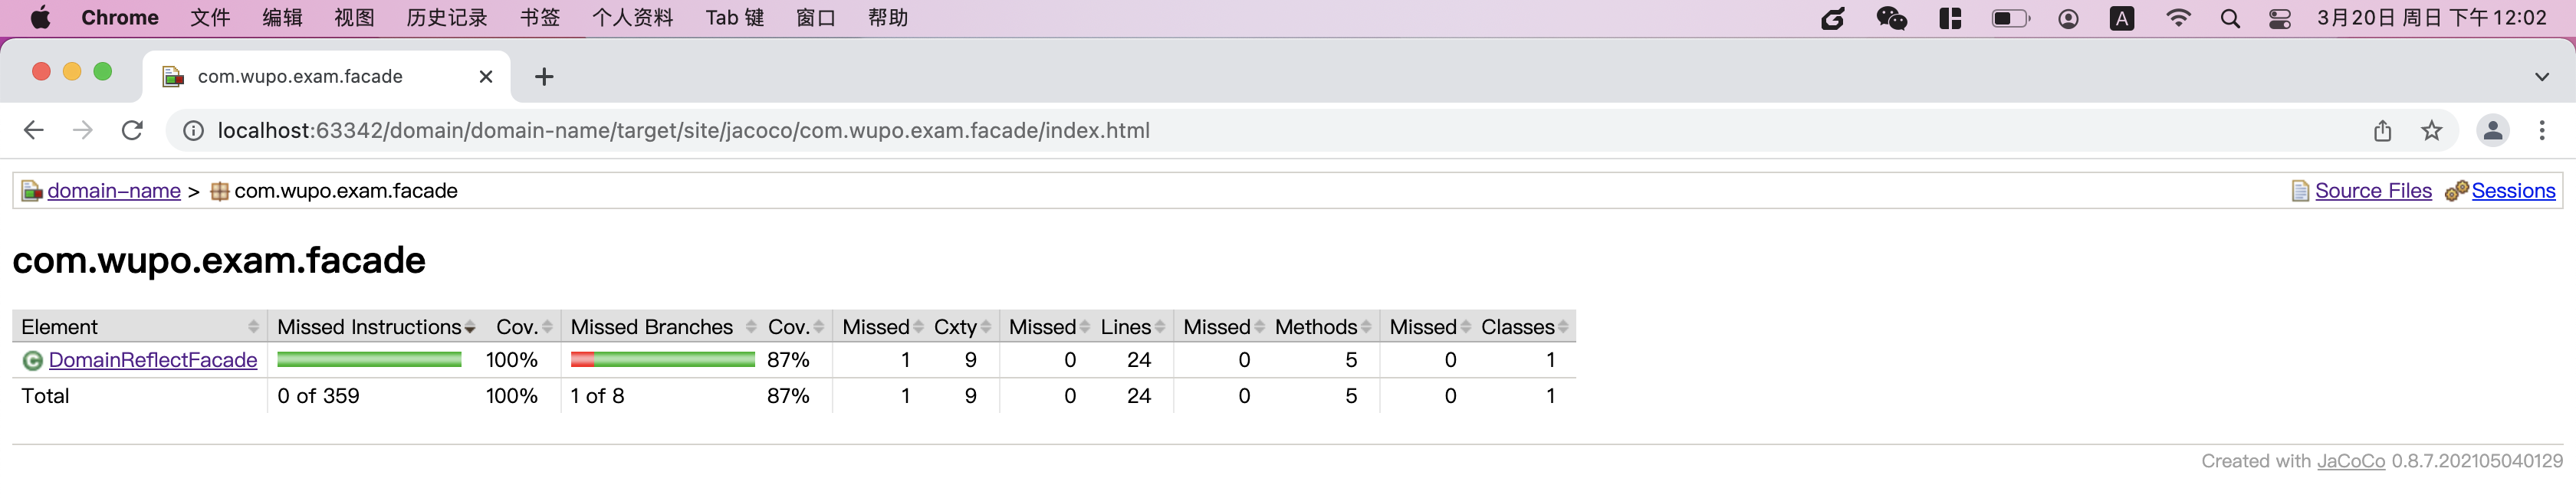 Chrome 文件 编辑 视图 历史记录 书签 个人资料 Tab 键 窗口 帮助 A 3月20日 周日 下午 12:02
com.wupo.exam.facade
localhost:63342/domain/domain-name/target/site/jacoco/com.wupo.exam.facade/index.html
domain-name > com.wupo.exam.facade Source Files Sessions
com.wupo.exam.facade
Element Missed Instructions Cov. Missed Branches Cov. Missed Cxty Missed Lines Missed Methods Missed Classes
C DomainReflectFacade 100% 87% 1 9 0 24 0 5 0 1
Total 0 of 359 100% 1 of 8 87% 1 9 0 24 0 5 0 1
Created with JaCoCo 0.8.7.202105040129